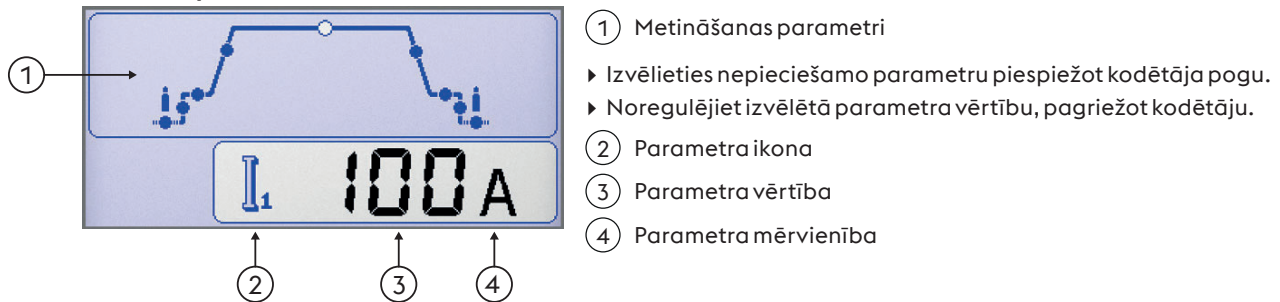 1 Metināšanas parametri
▸ Izvēlieties nepieciešamo parametru piespiežot kodētāja pogu.
▸ Noregulējiet izvēlētā parametra vērtību, pagriežot kodētāju.
2 Parametra ikona
3 Parametra vērtība
4 Parametra mērvienība
1
I1 100 A
2 3 4